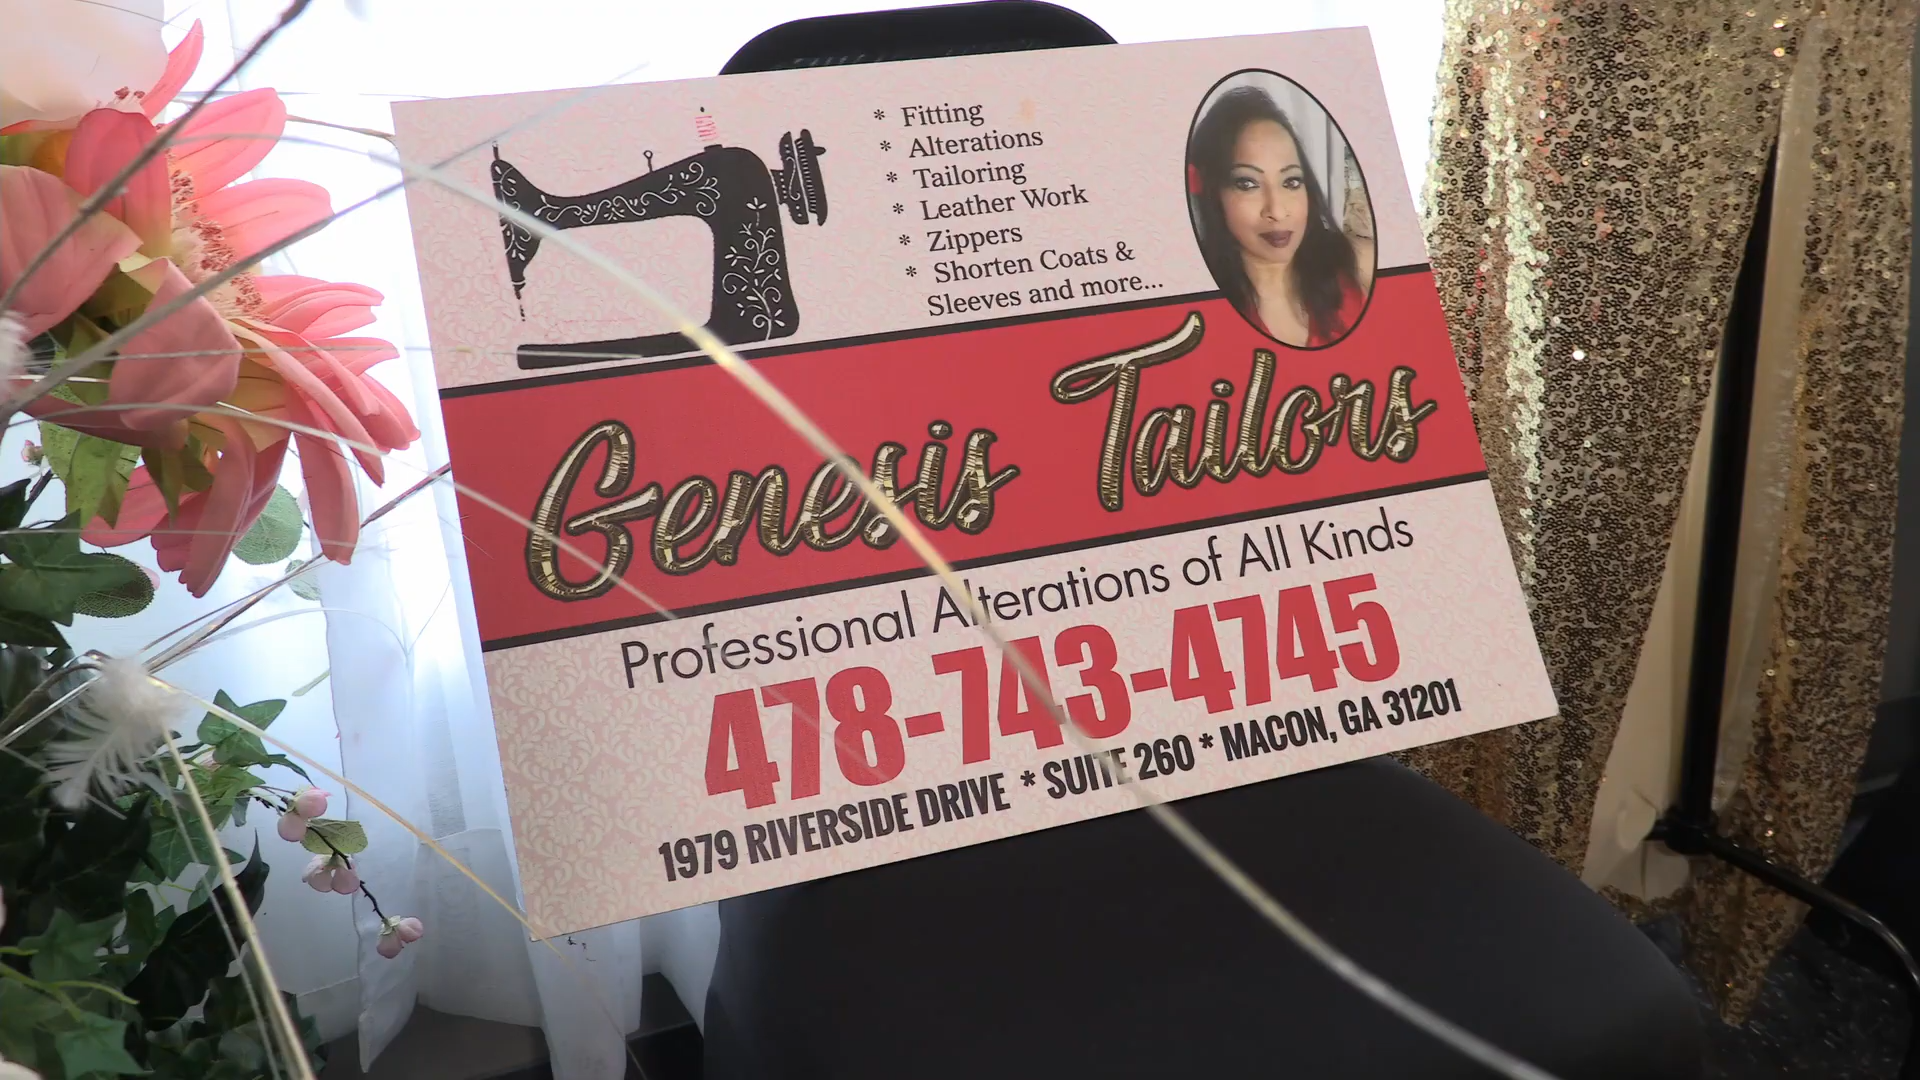 * Fitting
* Alterations
* Tailoring
* Leather Work
* Zippers
* Shorten Coats &
Sleeves and more...
Genesis Tailors
Professional Alterations of All Kinds
478-743-4745
1979 RIVERSIDE DRIVE * SUITE 260 * MACON, GA 31201